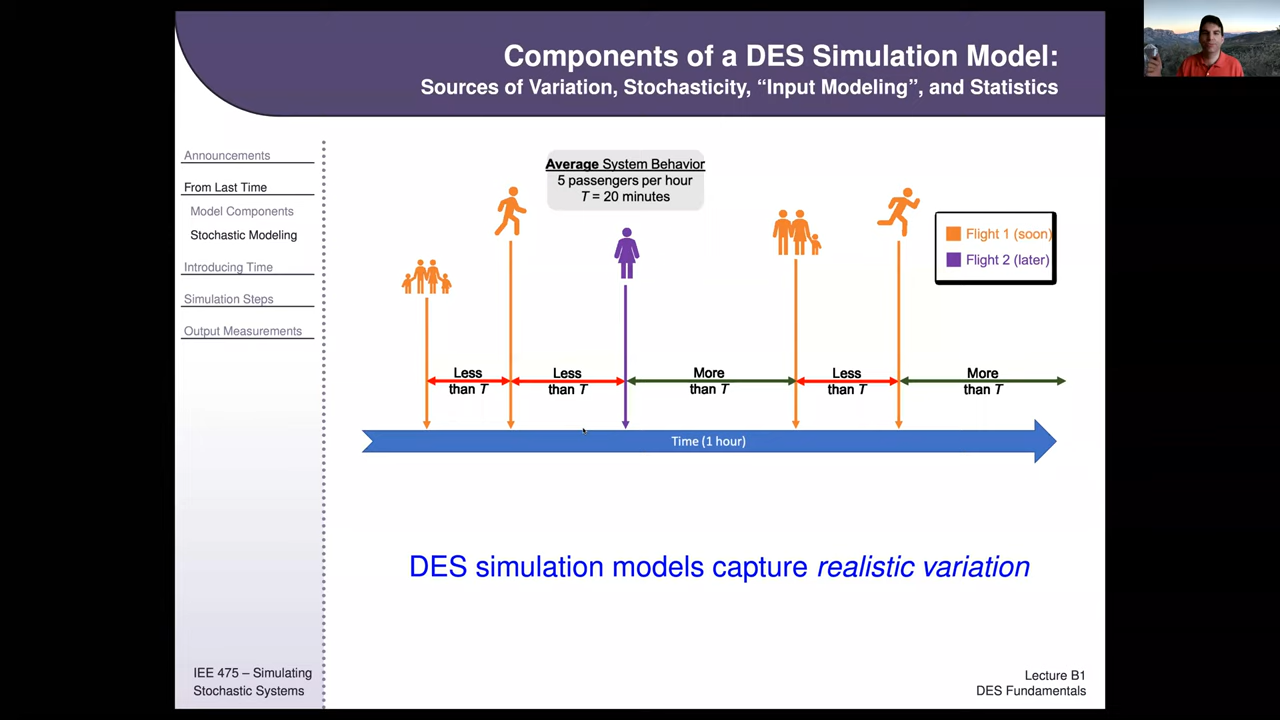 Components of a DES Simulation Model:
Sources of Variation, Stochasticity, “Input Modeling”, and Statistics
Announcements
From Last Time
Model Components
Stochastic Modeling
Introducing Time
Simulation Steps
Output Measurements
Average System Behavior
5 passengers per hour
T = 20 minutes
Flight 1 (soon)
Flight 2 (later)
Less
than T
Less
than T
More
than T
Less
than T
More
than T
Time (1 hour)
DES simulation models capture realistic variation
IEE 475 – Simulating
Stochastic Systems
Lecture B1
DES Fundamentals